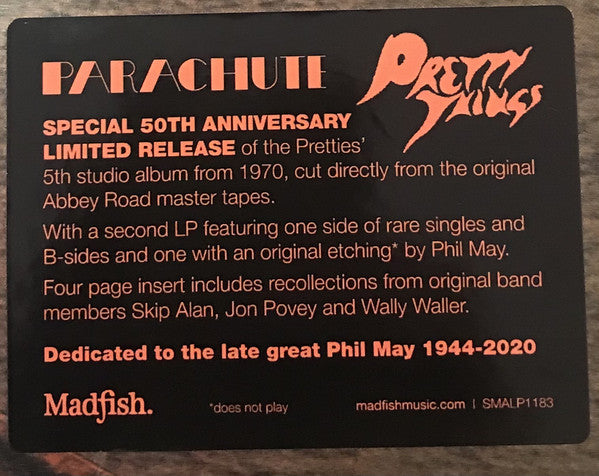 PARACHUTE
PRETTY
THINGS
SPECIAL 50TH ANNIVERSARY
LIMITED RELEASE of the Pretties'
5th studio album from 1970, cut directly from the original
Abbey Road master tapes.
With a second LP featuring one side of rare singles and
B-sides and one with an original etching* by Phil May.
Four page insert includes recollections from original band
members Skip Alan, Jon Povey and Wally Waller.
Dedicated to the late great Phil May 1944-2020
Madfish.
*does not play
madfishmusic.com | SMALP1183